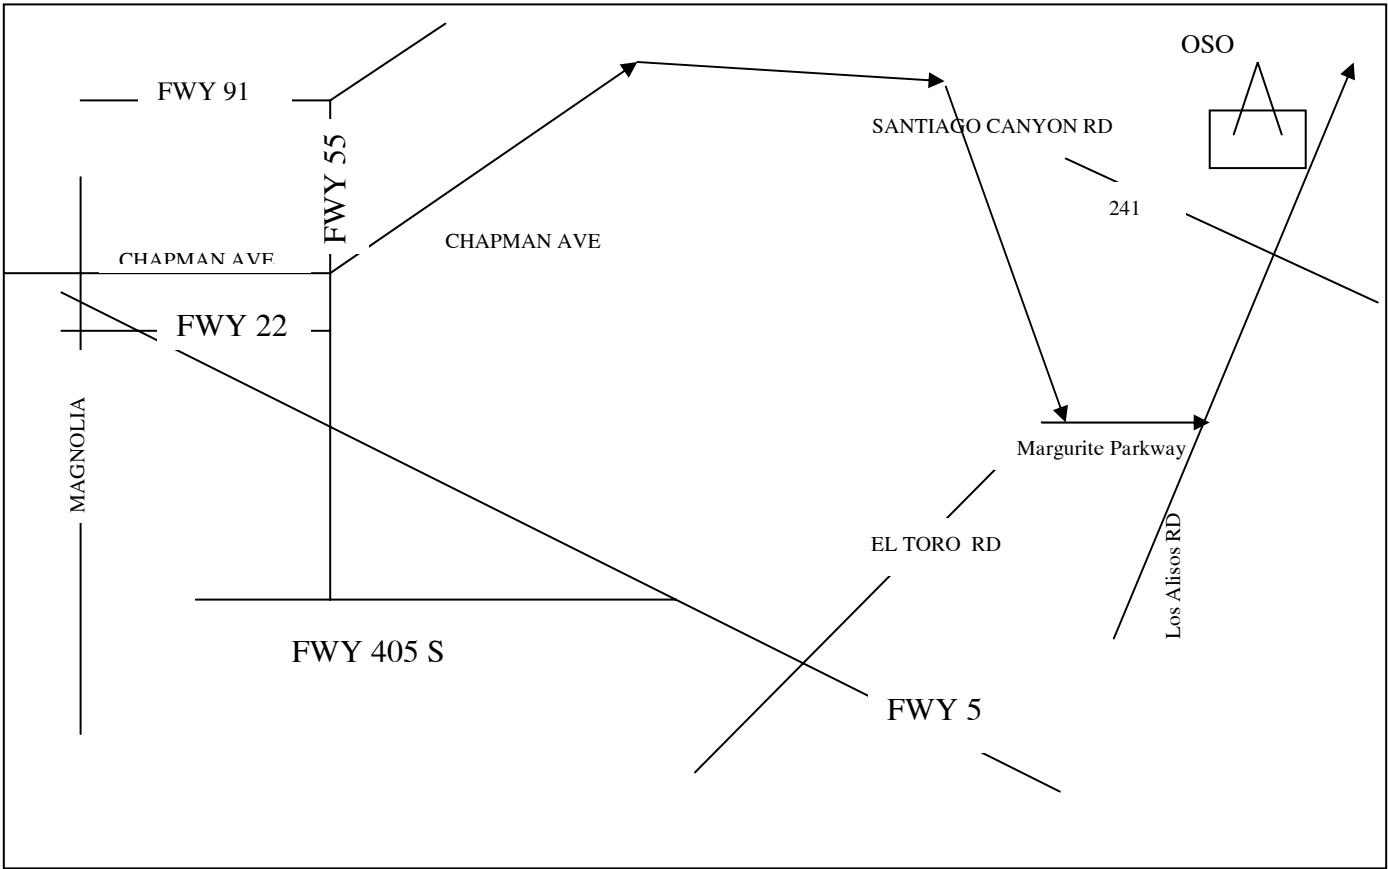 OSO
FWY 91
SANTIAGO CANYON RD
FWY 55
241
CHAPMAN AVE
CHAPMAN AVE
FWY 22
MAGNOLIA
Margurite Parkway
EL TORO RD
Los Alisos RD
FWY 405 S
FWY 5